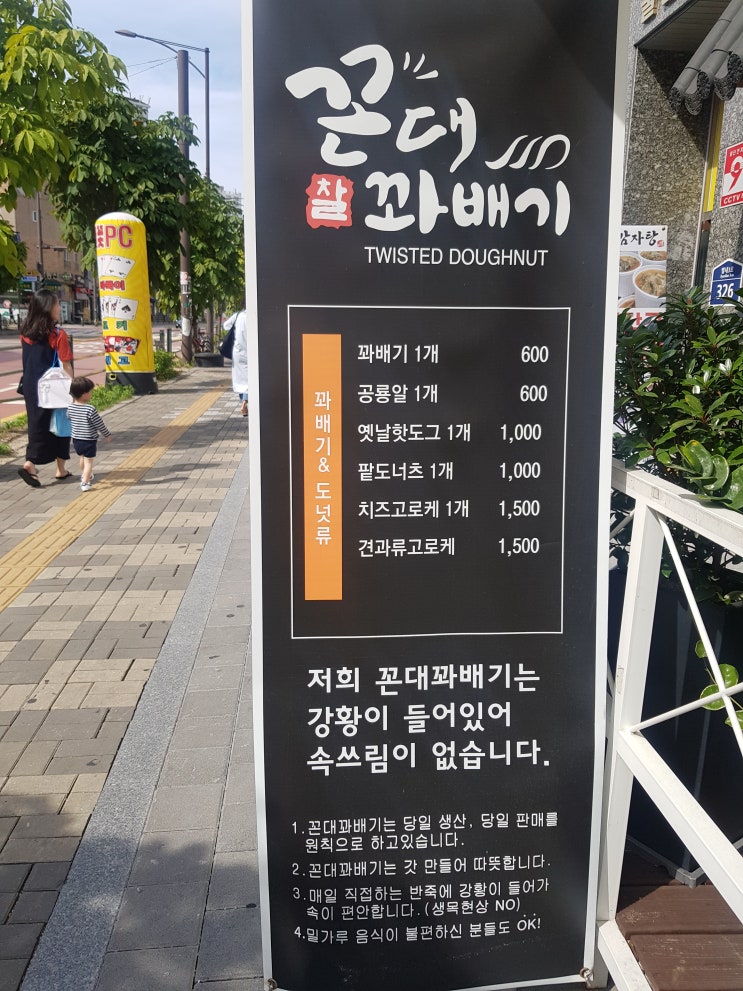 꼰대
찰 꽈배기
TWISTED DOUGHNUT
꽈배기&도넛류
꽈배기 1개 600
공룡알 1개 600
옛날핫도그 1개 1,000
팥도너츠 1개 1,000
치즈고로케 1개 1,500
견과류고로케 1,500
저희 꼰대꽈배기는
강황이 들어있어
속쓰림이 없습니다.
1.꼰대꽈배기는 당일 생산, 당일 판매를
원칙으로 하고있습니다.
2.꼰대꽈배기는 갓 만들어 따뜻합니다.
3.매일 직접하는 반죽에 강황이 들어가
속이 편안합니다.(생목현상 NO)
4.밀가루 음식이 불편하신 분들도 OK!
PC
감자탕
CCTV
326